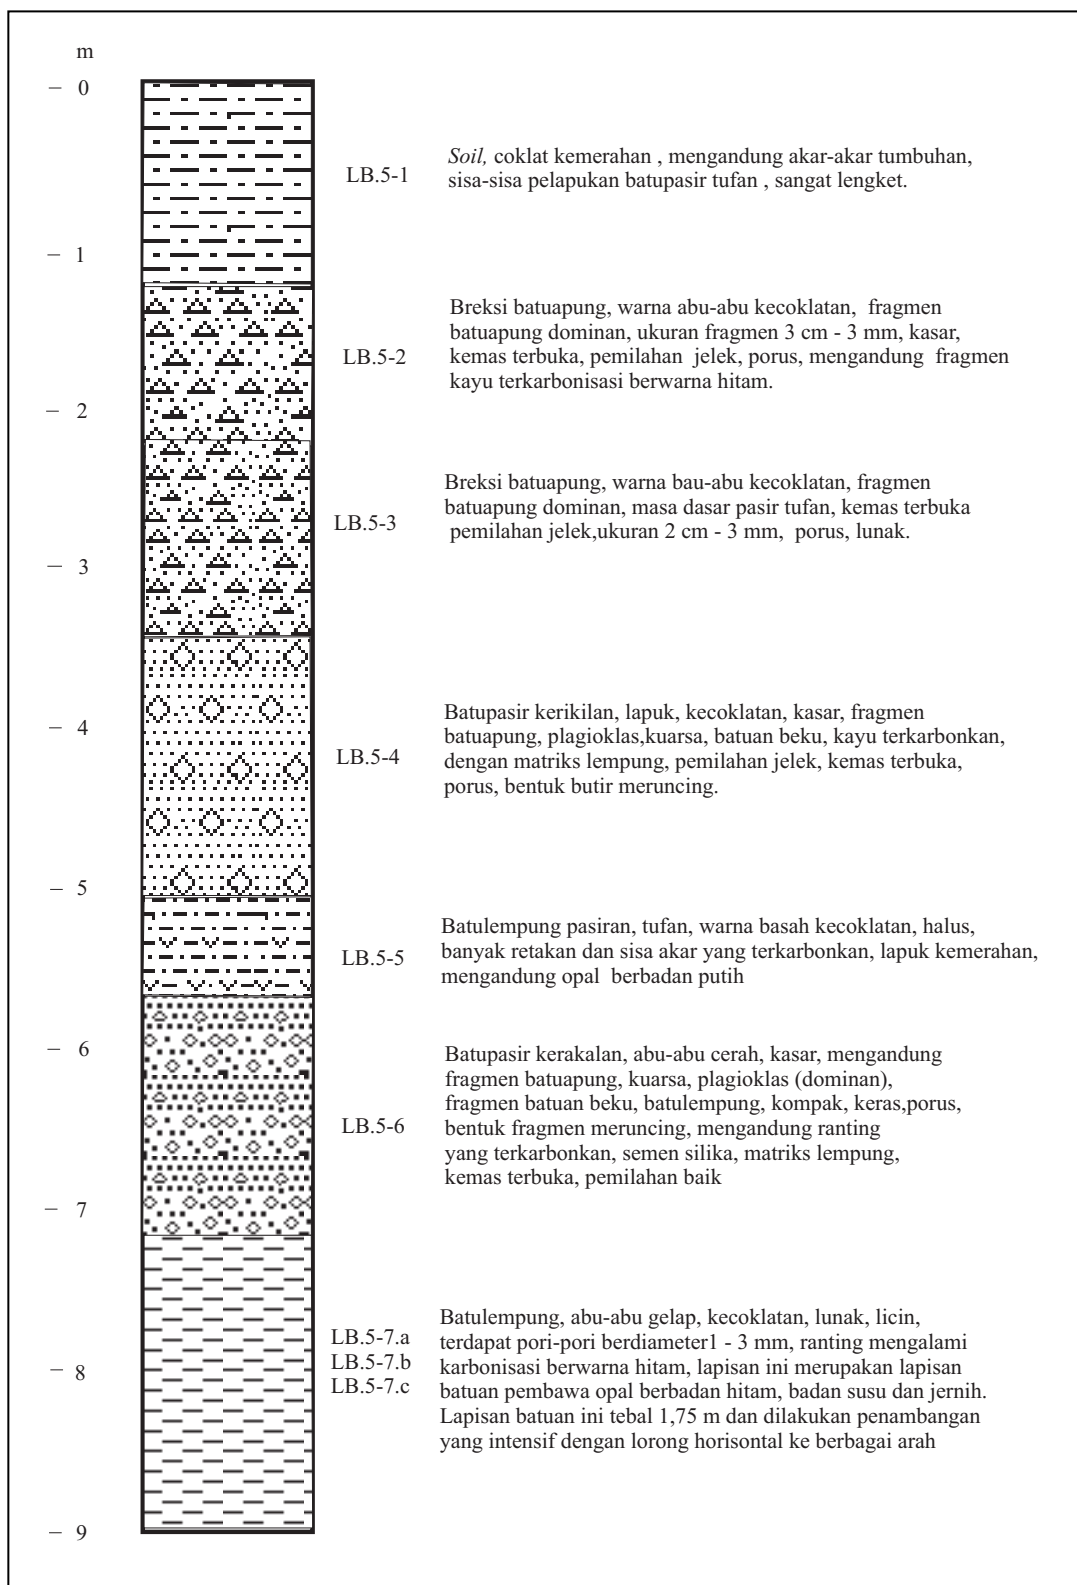 m
– 0
LB.5-1
Soil, coklat kemerahan , mengandung akar-akar tumbuhan,
sisa-sisa pelapukan batupasir tufan , sangat lengket.
– 1
LB.5-2
Breksi batuapung, warna abu-abu kecoklatan, fragmen
batuapung dominan, ukuran fragmen 3 cm - 3 mm, kasar,
kemas terbuka, pemilahan jelek, porus, mengandung fragmen
kayu terkarbonisasi berwarna hitam.
– 2
LB.5-3
Breksi batuapung, warna bau-abu kecoklatan, fragmen
batuapung dominan, masa dasar pasir tufan, kemas terbuka
pemilahan jelek,ukuran 2 cm - 3 mm, porus, lunak.
– 3
– 4
LB.5-4
Batupasir kerikilan, lapuk, kecoklatan, kasar, fragmen
batuapung, plagioklas,kuarsa, batuan beku, kayu terkarbonkan,
dengan matriks lempung, pemilahan jelek, kemas terbuka,
porus, bentuk butir meruncing.
– 5
LB.5-5
Batulempung pasiran, tufan, warna basah kecoklatan, halus,
banyak retakan dan sisa akar yang terkarbonkan, lapuk kemerahan,
mengandung opal berbadan putih
– 6
LB.5-6
Batupasir kerakalan, abu-abu cerah, kasar, mengandung
fragmen batuapung, kuarsa, plagioklas (dominan),
fragmen batuan beku, batulempung, kompak, keras,porus,
bentuk fragmen meruncing, mengandung ranting
yang terkarbonkan, semen silika, matriks lempung,
kemas terbuka, pemilahan baik
– 7
LB.5-7.a
LB.5-7.b
LB.5-7.c
Batulempung, abu-abu gelap, kecoklatan, lunak, licin,
terdapat pori-pori berdiameter1 - 3 mm, ranting mengalami
karbonisasi berwarna hitam, lapisan ini merupakan lapisan
batuan pembawa opal berbadan hitam, badan susu dan jernih.
Lapisan batuan ini tebal 1,75 m dan dilakukan penambangan
yang intensif dengan lorong horisontal ke berbagai arah
– 8
– 9